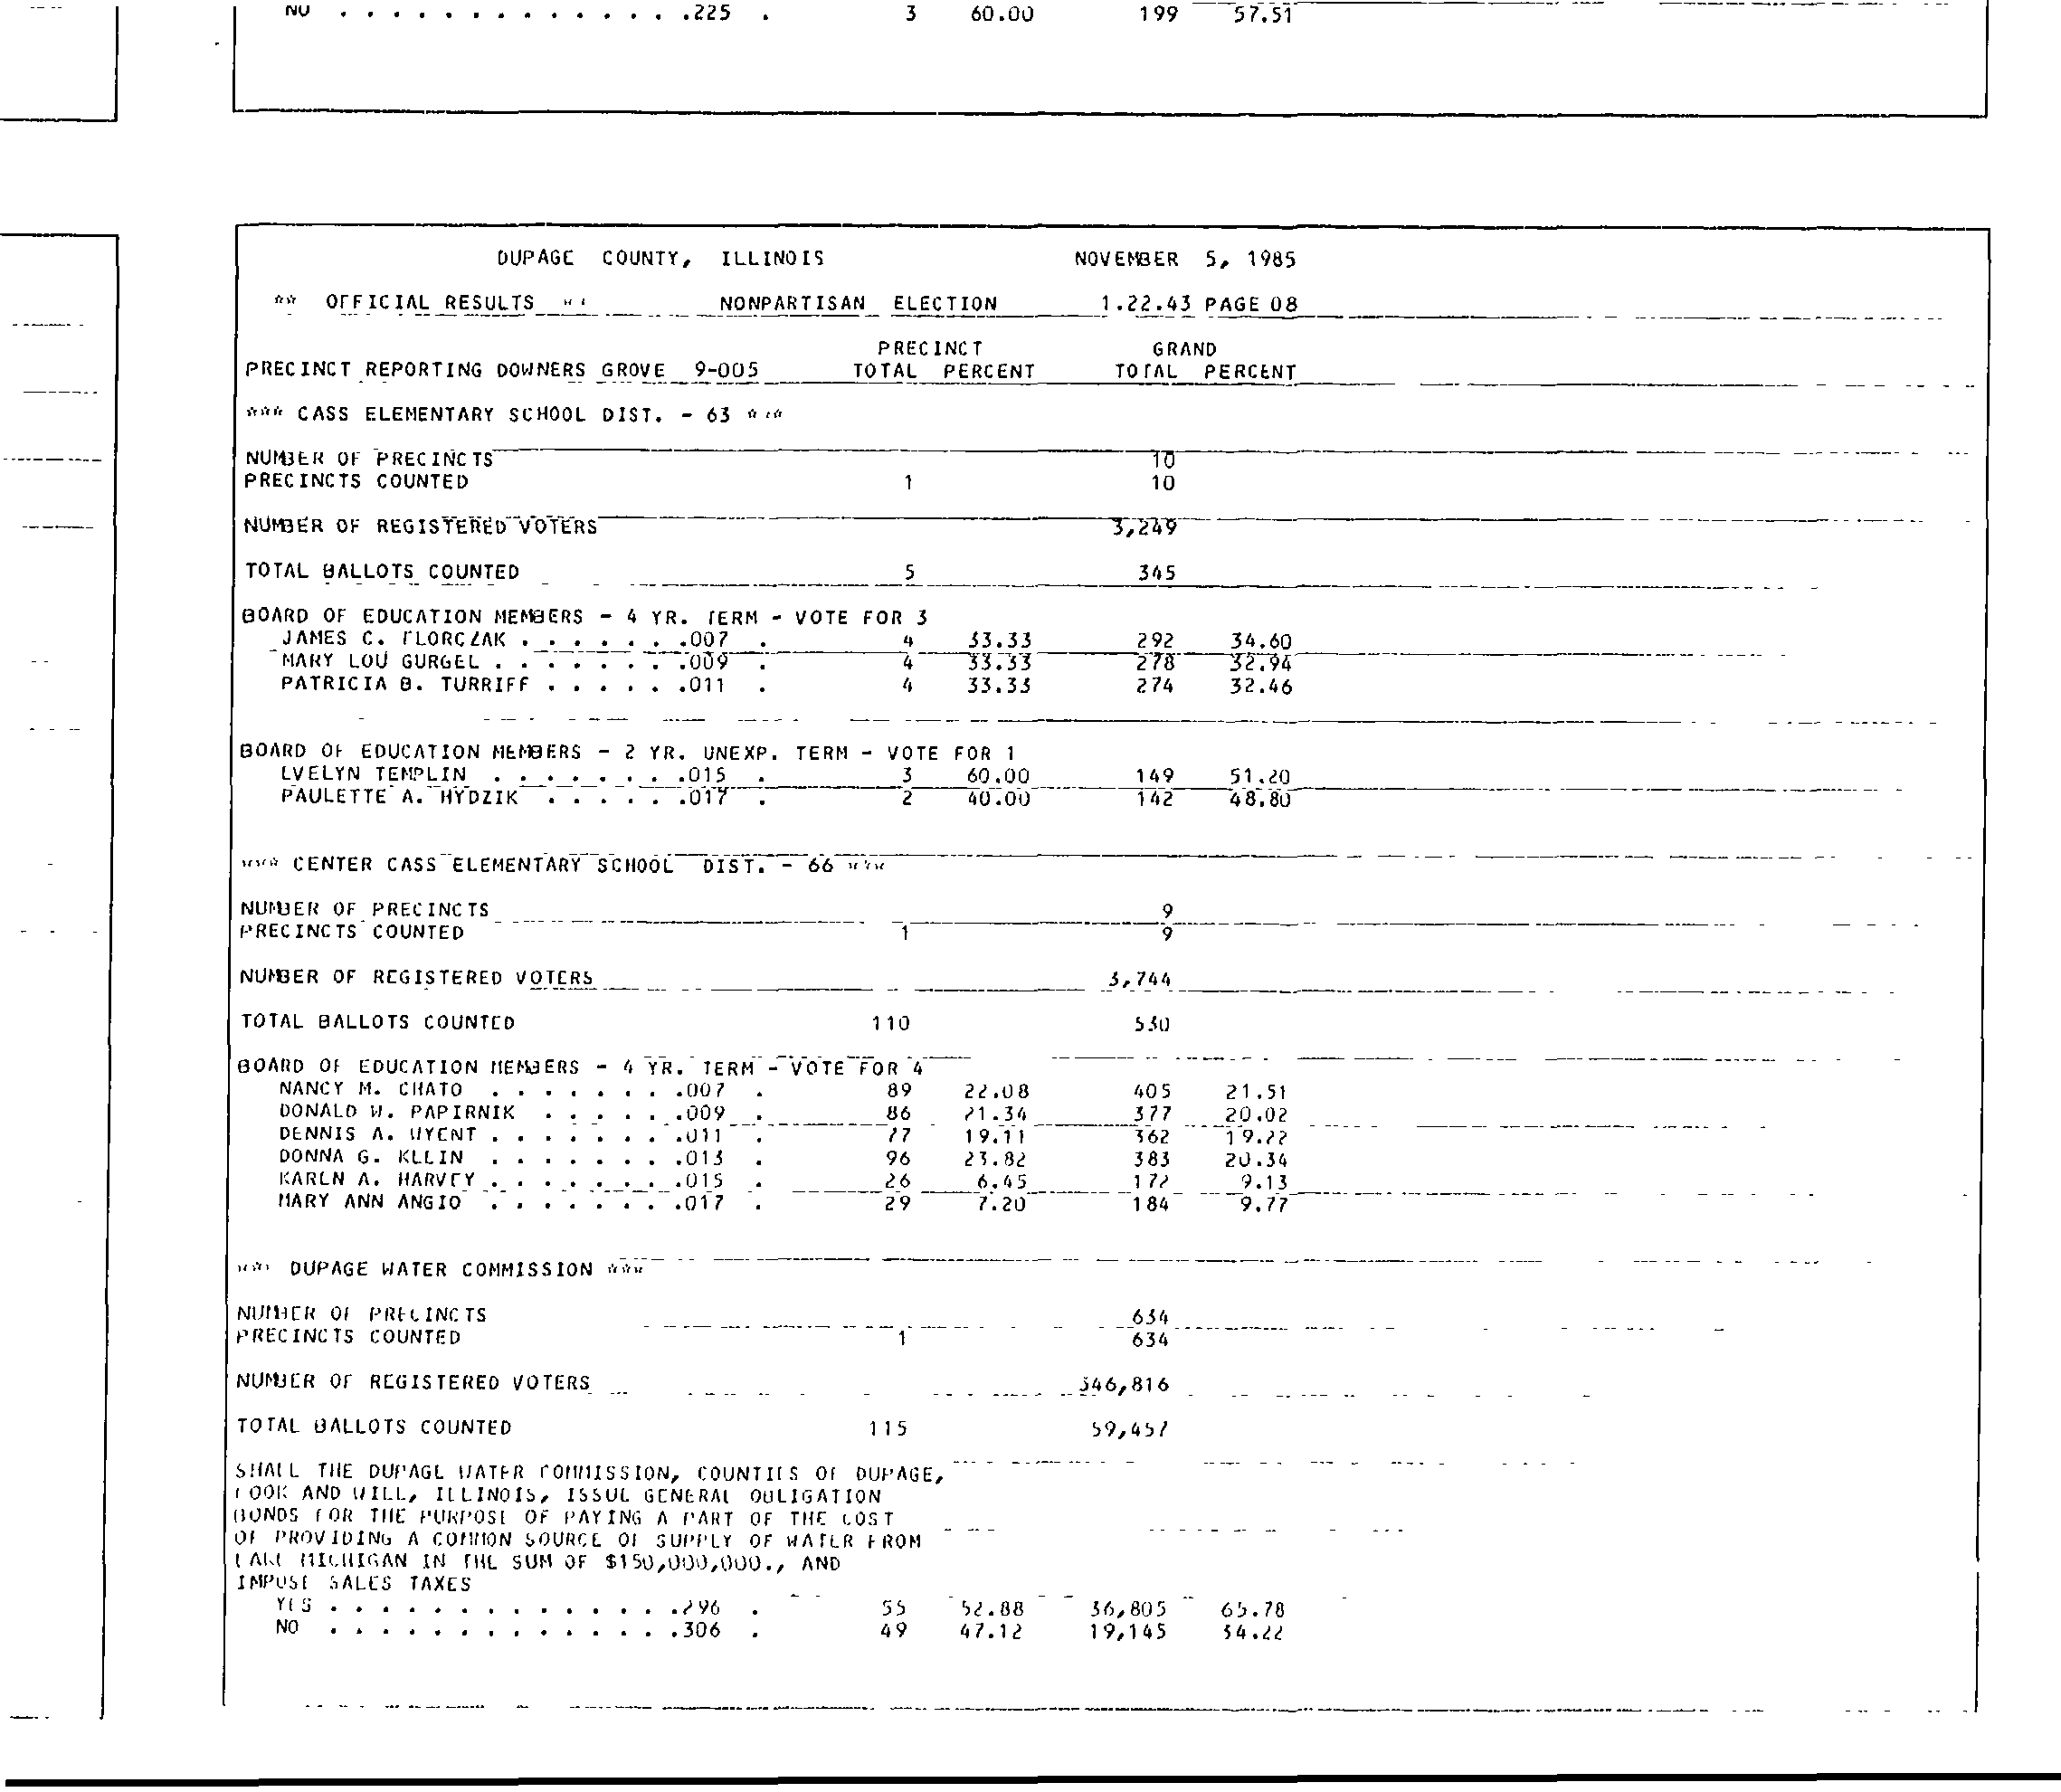 NO . . . . . . . . . . . . . . .225 . 3 60.00 199 57.51
DUPAGE COUNTY, ILLINOIS NOVEMBER 5, 1985
** OFFICIAL RESULTS ** NONPARTISAN ELECTION 1.22.43 PAGE 08
PRECINCT GRAND
PRECINCT REPORTING DOWNERS GROVE 9-005 TOTAL PERCENT TOTAL PERCENT
*** CASS ELEMENTARY SCHOOL DIST. - 63 ***
NUMBER OF PRECINCTS 10
PRECINCTS COUNTED 1 10
NUMBER OF REGISTERED VOTERS 3,249
TOTAL BALLOTS COUNTED 5 345
BOARD OF EDUCATION MEMBERS - 4 YR. TERM - VOTE FOR 3
JAMES C. FLORCZAK . . . . . . .007 . 4 33.33 292 34.60
MARY LOU GURGEL . . . . . . . .009 . 4 33.33 278 32.94
PATRICIA B. TURRIFF . . . . . .011 . 4 33.33 274 32.46
BOARD OF EDUCATION MEMBERS - 2 YR. UNEXP. TERM - VOTE FOR 1
EVELYN TEMPLIN . . . . . . . .015 . 3 60.00 149 51.20
PAULETTE A. HYDZIK . . . . . .017 . 2 40.00 142 48.80
*** CENTER CASS ELEMENTARY SCHOOL DIST. - 66 ***
NUMBER OF PRECINCTS 9
PRECINCTS COUNTED 1 9
NUMBER OF REGISTERED VOTERS 3,744
TOTAL BALLOTS COUNTED 110 530
BOARD OF EDUCATION MEMBERS - 4 YR. TERM - VOTE FOR 4
NANCY M. CHATO . . . . . . . .007 . 89 22.08 405 21.51
DONALD W. PAPIRNIK . . . . . .009 . 86 21.34 377 20.02
DENNIS A. WYENT . . . . . . . .011 . 77 19.11 362 19.22
DONNA G. KLEIN . . . . . . . .013 . 96 23.82 383 20.34
KAREN A. HARVEY . . . . . . . .015 . 26 6.45 172 9.13
MARY ANN ANGIO . . . . . . . .017 . 29 7.20 184 9.77
*** DUPAGE WATER COMMISSION ***
NUMBER OF PRECINCTS 634
PRECINCTS COUNTED 1 634
NUMBER OF REGISTERED VOTERS 346,816
TOTAL BALLOTS COUNTED 115 59,457
SHALL THE DUPAGE WATER COMMISSION, COUNTIES OF DUPAGE,
COOK AND WILL, ILLINOIS, ISSUE GENERAL OBLIGATION
BONDS FOR THE PURPOSE OF PAYING A PART OF THE COST
OF PROVIDING A COMMON SOURCE OF SUPPLY OF WATER FROM
LAKE MICHIGAN IN THE SUM OF $150,000,000., AND
IMPOSE SALES TAXES
YES . . . . . . . . . . . . . .296 . 55 52.88 36,805 65.78
NO . . . . . . . . . . . . . .306 . 49 47.12 19,145 34.22